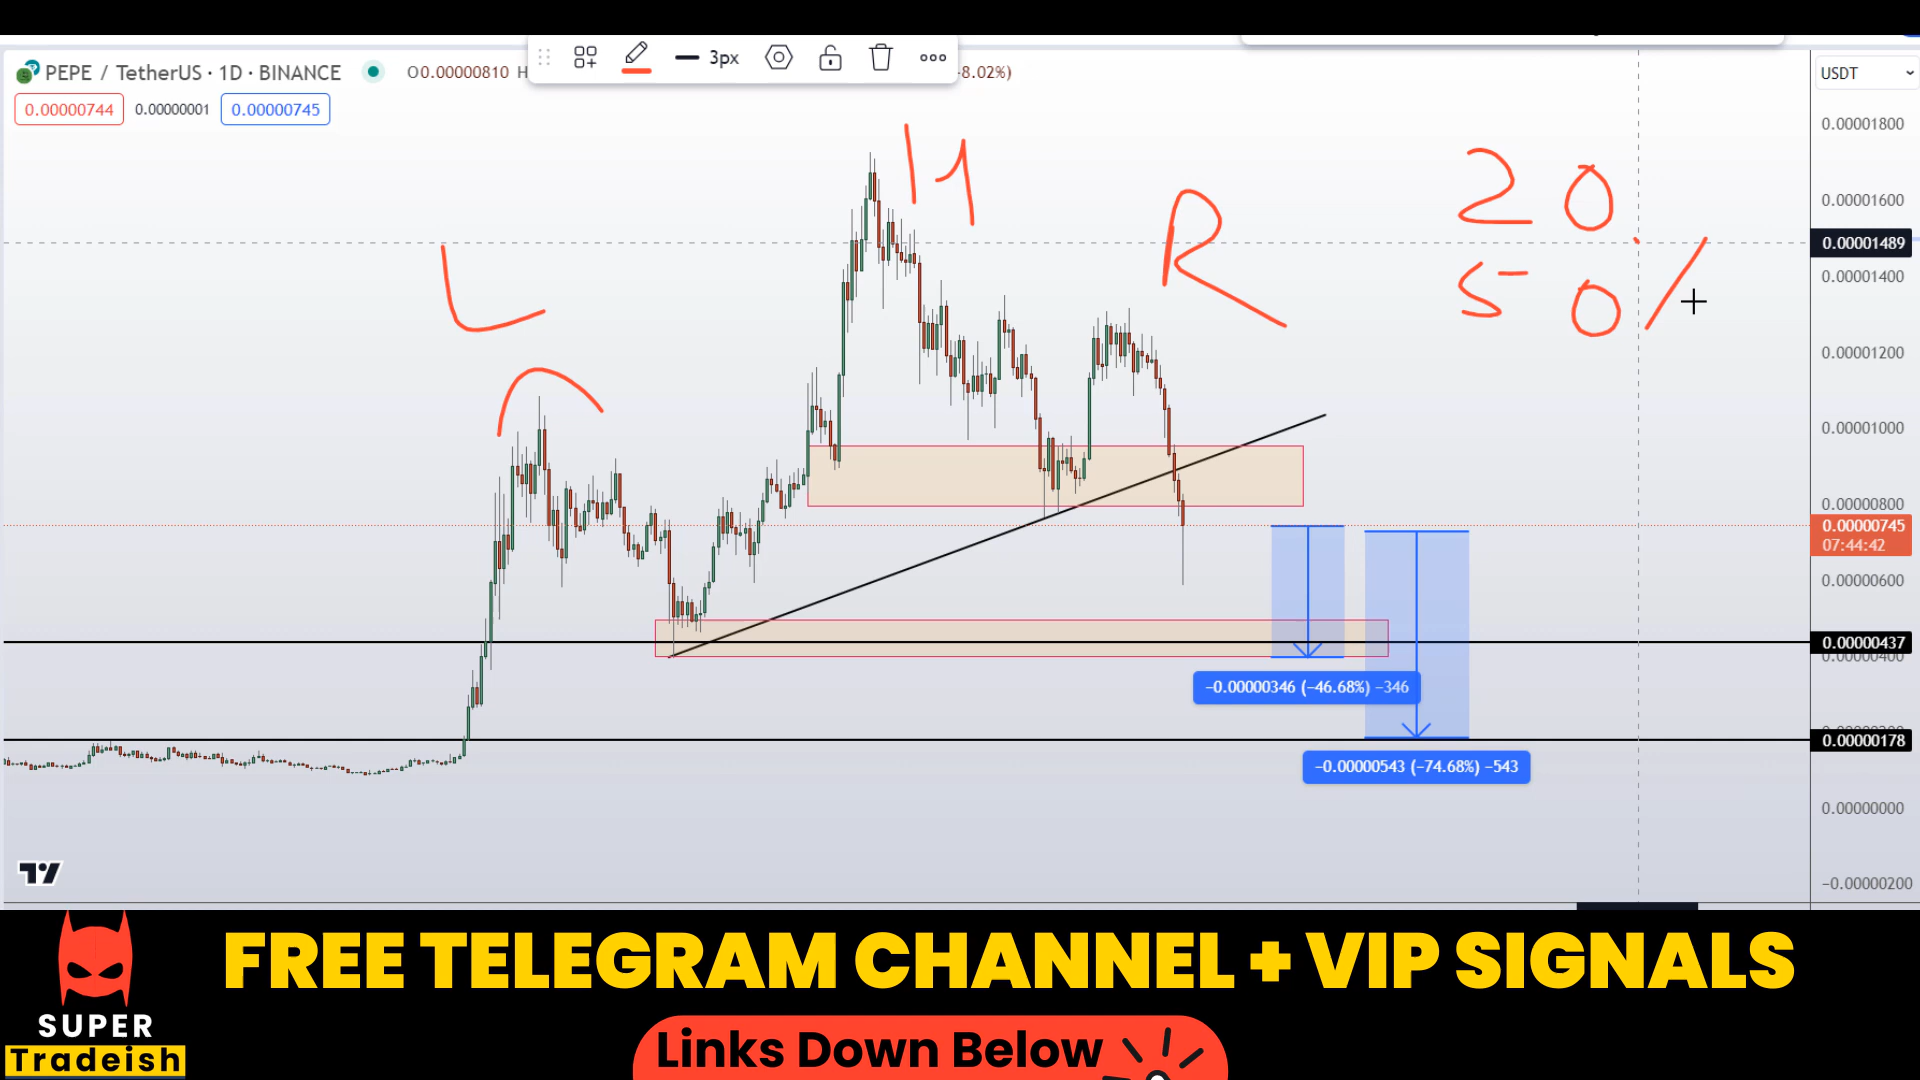 PEPE / TetherUS · 1D · BINANCE
O0.00000810 H
3px
-8.02%)
USDT
0.00000744
0.00000001
0.00000745
0.00001800
0.00001600
0.00001489
0.00001400
0.00001200
0.00001000
0.00000800
0.00000745
07:44:42
0.00000600
0.00000437
0.00000178
0.00000000
−0.00000200
L
H
R
20
50%
−0.00000346 (−46.68%) −346
−0.00000543 (−74.68%) −543
SUPER
Tradeish
FREE TELEGRAM CHANNEL + VIP SIGNALS
Links Down Below